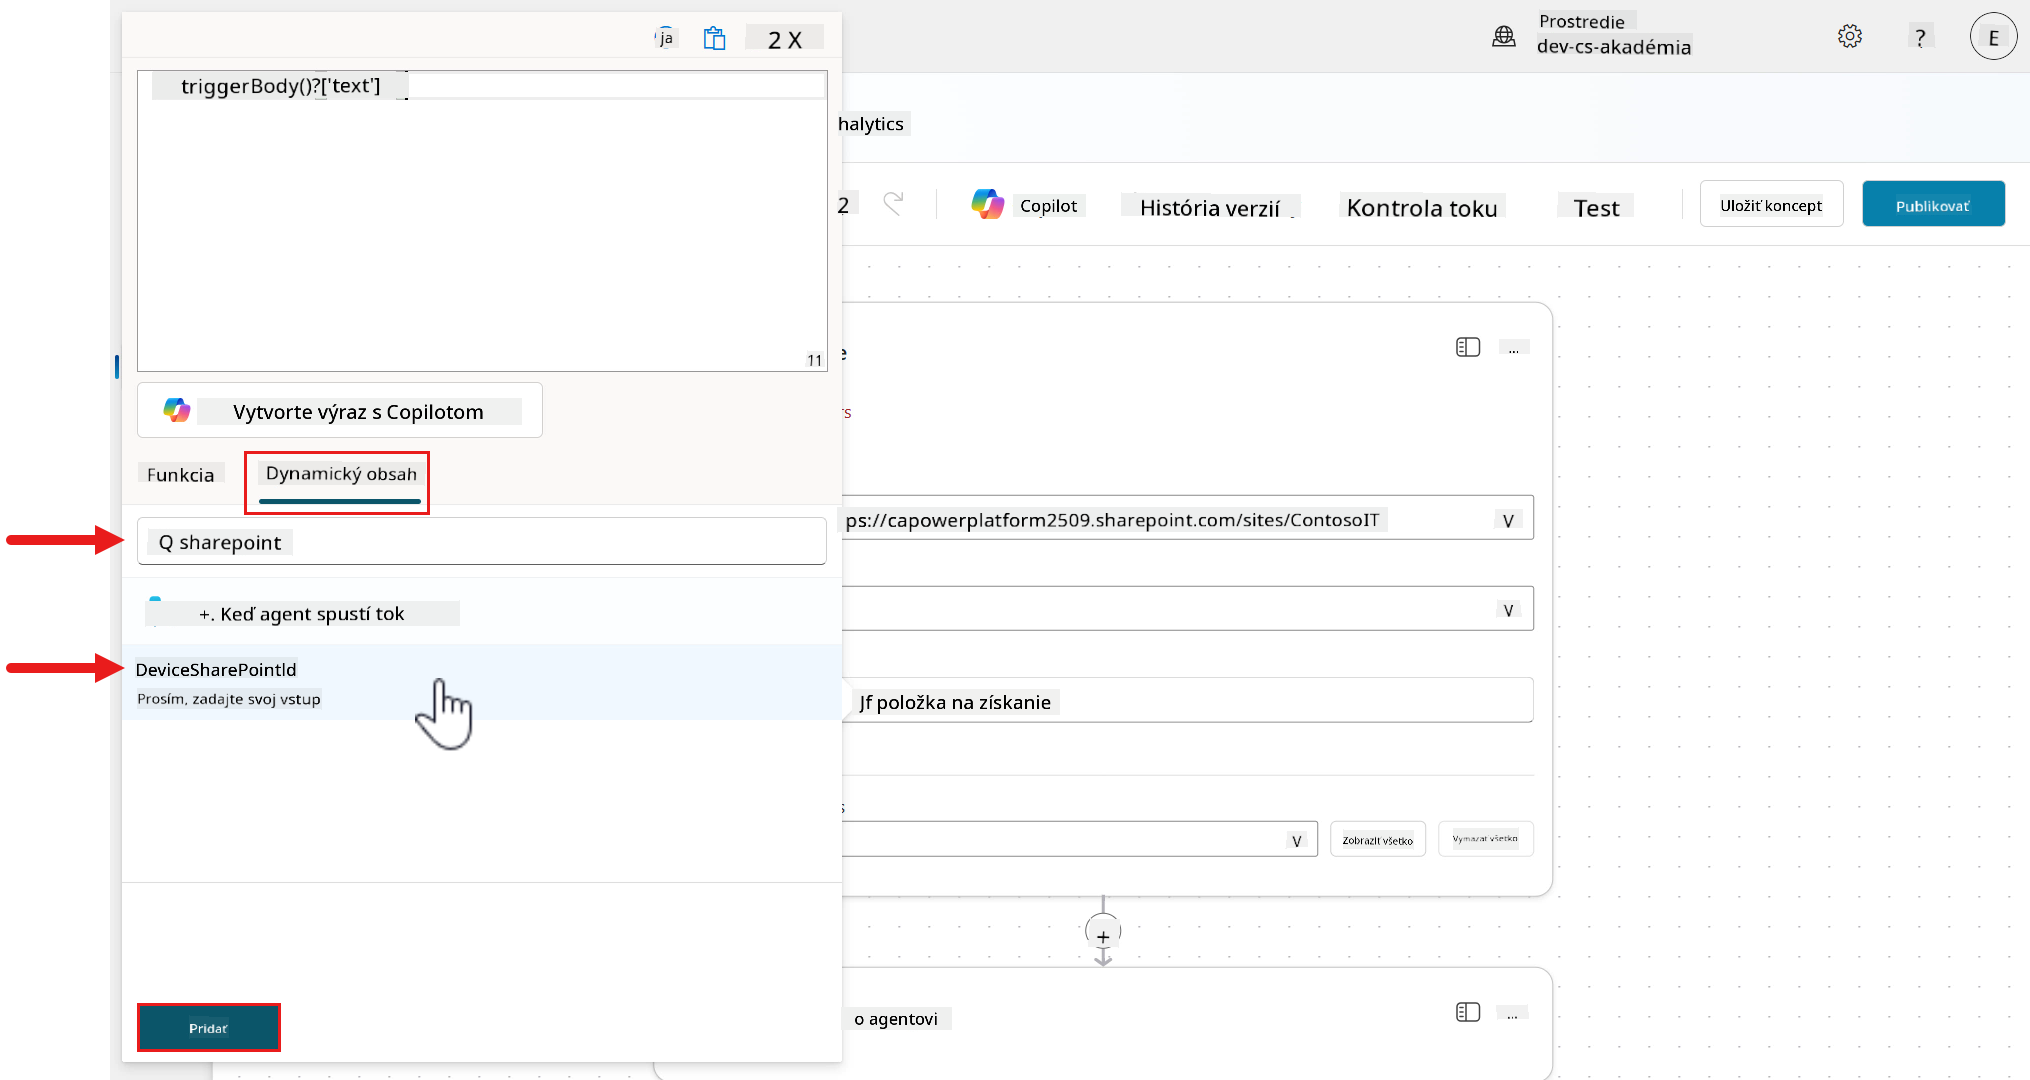 ja
2 X
Prostredie
dev-cs-akadémia
?
E
triggerBody()?['text']
11
halytics
2
Copilot
História verzií
Kontrola toku
Test
Uložiť koncept
Publikovať
e
Vytvorte výraz s Copilotom
rs
Funkcia
Dynamický obsah
Q sharepoint
ps://capowerplatform2509.sharepoint.com/sites/ContosoIT
V
+. Keď agent spustí tok
V
DeviceSharePointId
Prosím, zadajte svoj vstup
Jf položka na získanie
s
V
Zobraziť všetko
Vymazať všetko
+
Pridať
o agentovi
...
...